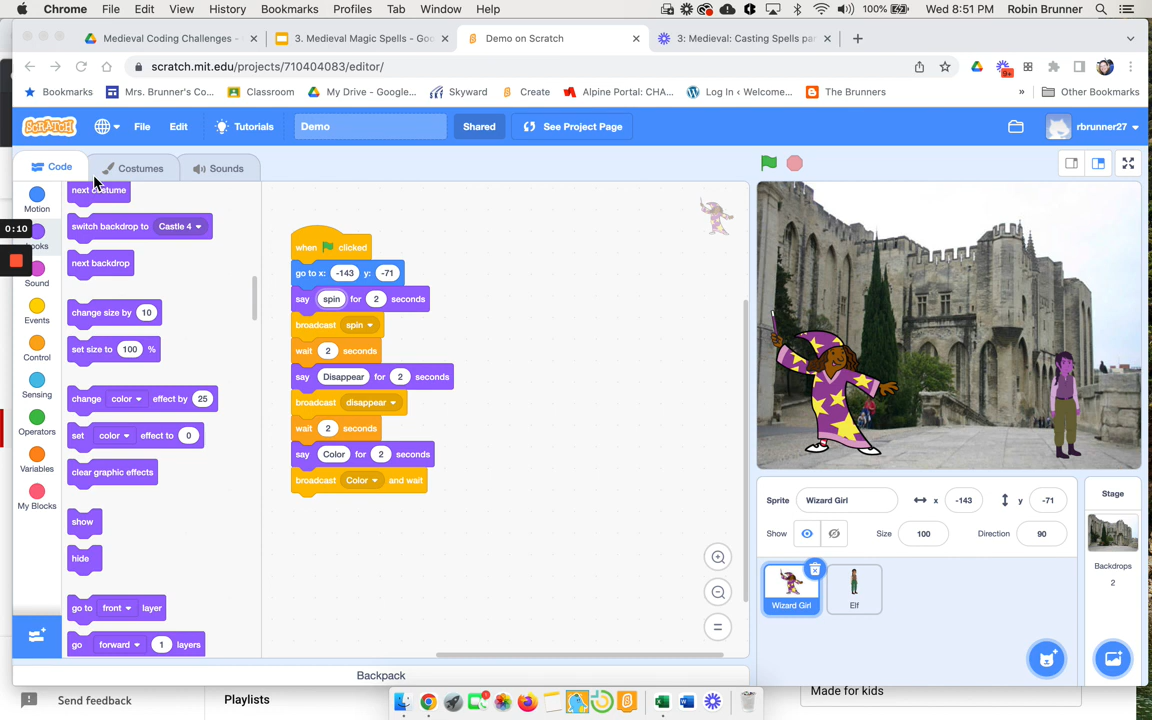 Chrome File Edit View History Bookmarks Profiles Tab Window Help 100% Wed 8:51 PM Robin Brunner
Medieval Coding Challenges - 3. Medieval Magic Spells - Goo Demo on Scratch 3: Medieval: Casting Spells par
scratch.mit.edu/projects/710404083/editor/
9+
Bookmarks Mrs. Brunner's Co... Classroom My Drive - Google... Skyward Create Alpine Portal: CHA... Log In ‹ Welcome... The Brunners » Other Bookmarks
SCRATCH File Edit Tutorials Demo Shared See Project Page rbrunner27
Code Costumes Sounds
Motion
0:10
Looks
Sound
Events
Control
Sensing
Operators
Variables
My Blocks
next costume
switch backdrop to Castle 4
next backdrop
change size by 10
set size to 100 %
change color effect by 25
set color effect to 0
clear graphic effects
show
hide
go to front layer
go forward 1 layers
when clicked
go to x: -143 y: -71
say spin for 2 seconds
broadcast spin
wait 2 seconds
say Disappear for 2 seconds
broadcast disappear
wait 2 seconds
say Color for 2 seconds
broadcast Color and wait
Sprite Wizard Girl x -143 y -71
Show Size 100 Direction 90
Wizard Girl
Elf
Stage
Backdrops
2
Backpack
Send feedback
Playlists
Made for kids